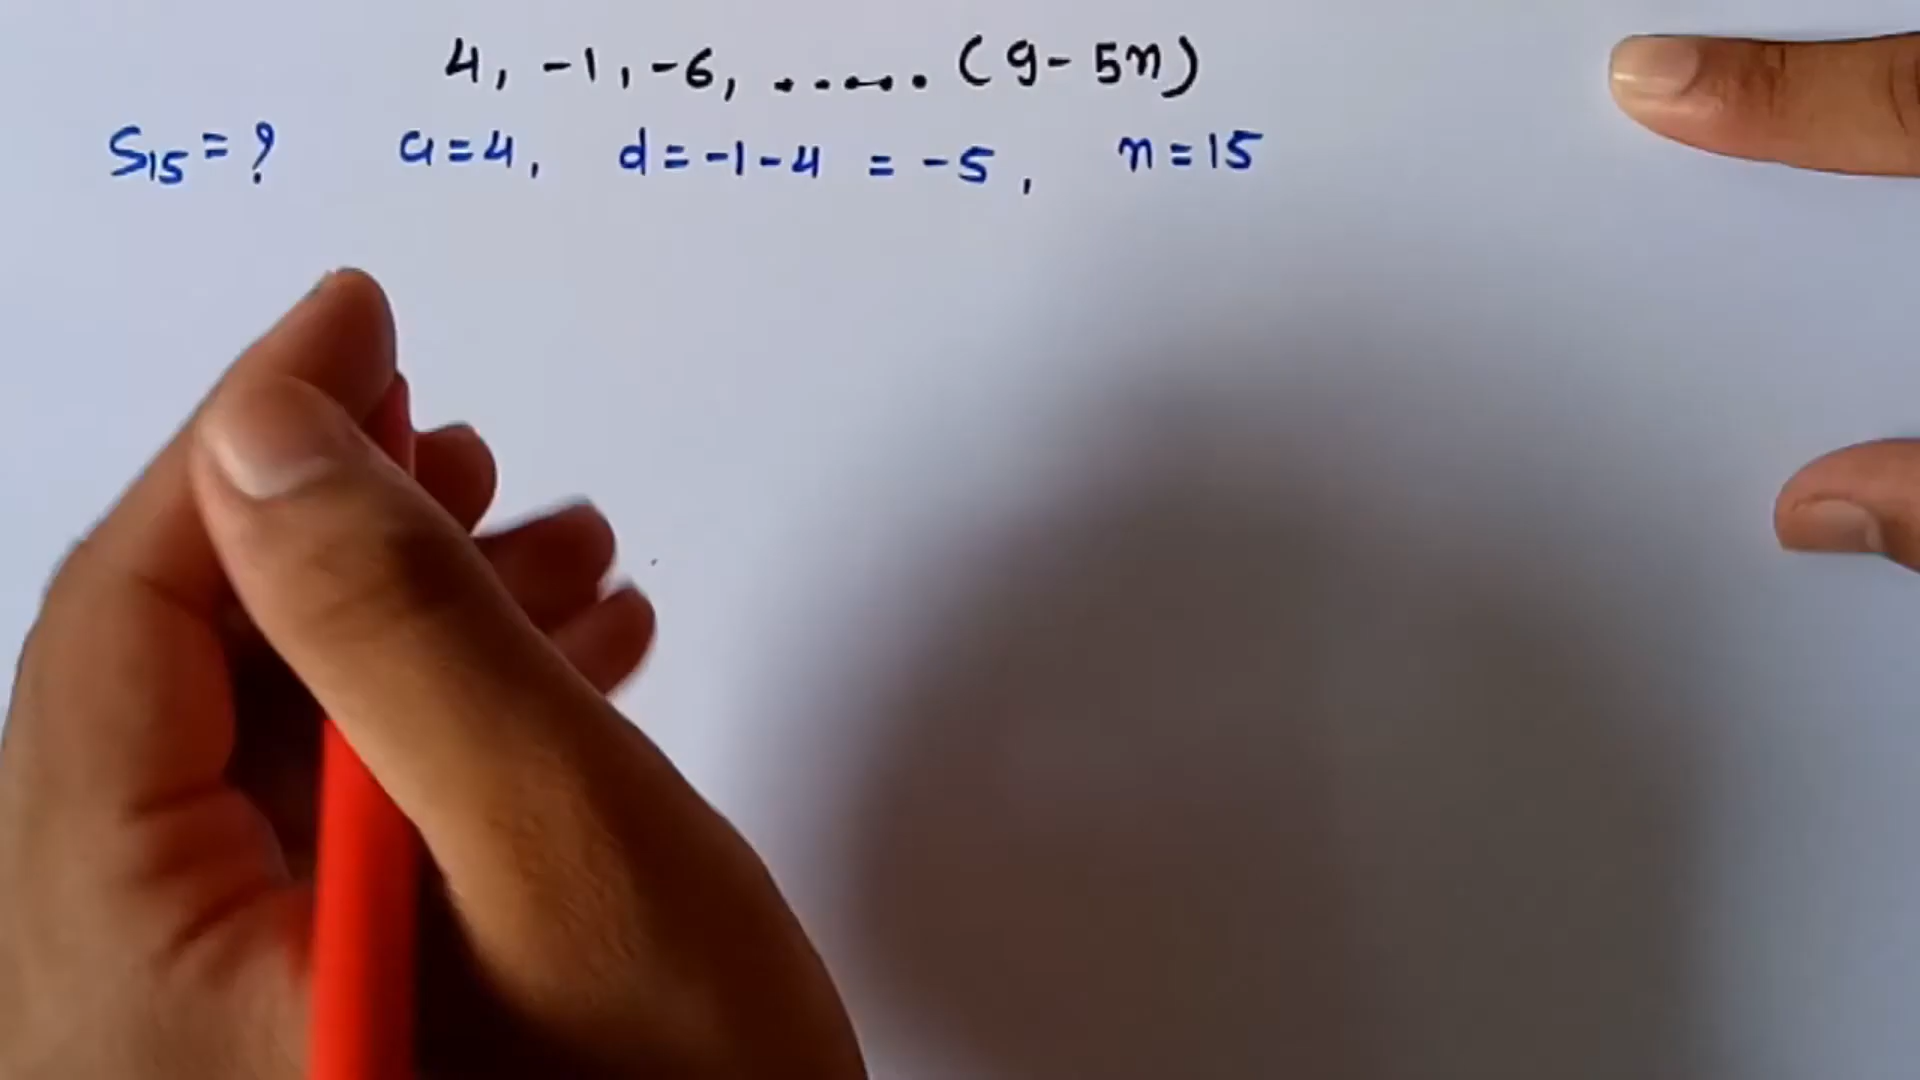 4, -1, -6, ...... (9-5n)
S15 = ? a = 4, d = -1-4 = -5, n = 15